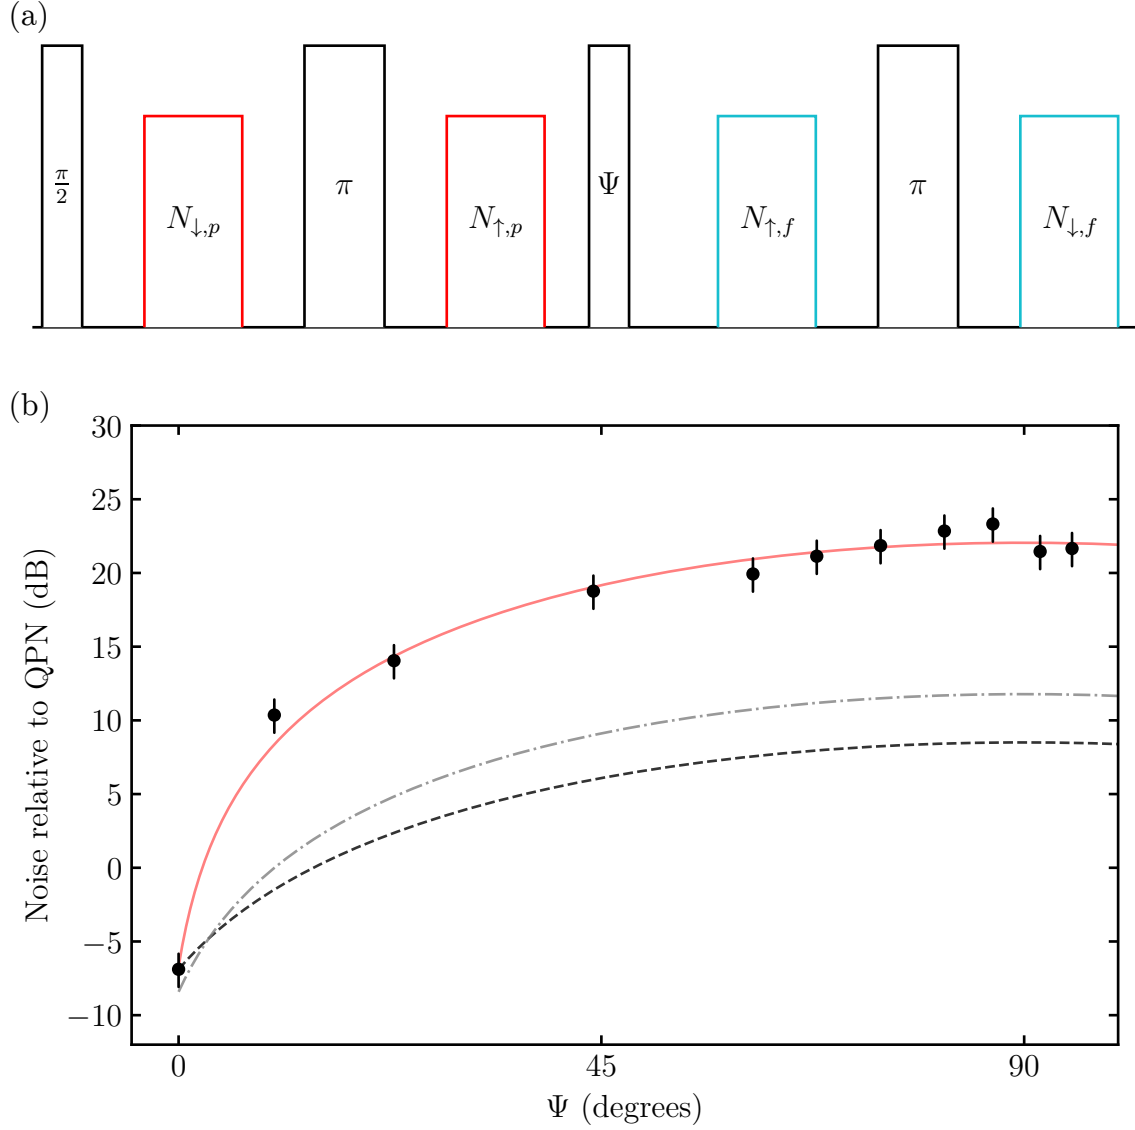 (a)
π/2
N↓,p
π
N↑,p
Ψ
N↑,f
π
N↓,f
(b)
Noise relative to QPN (dB)
30
25
20
15
10
5
0
−5
−10
0
45
90
Ψ (degrees)